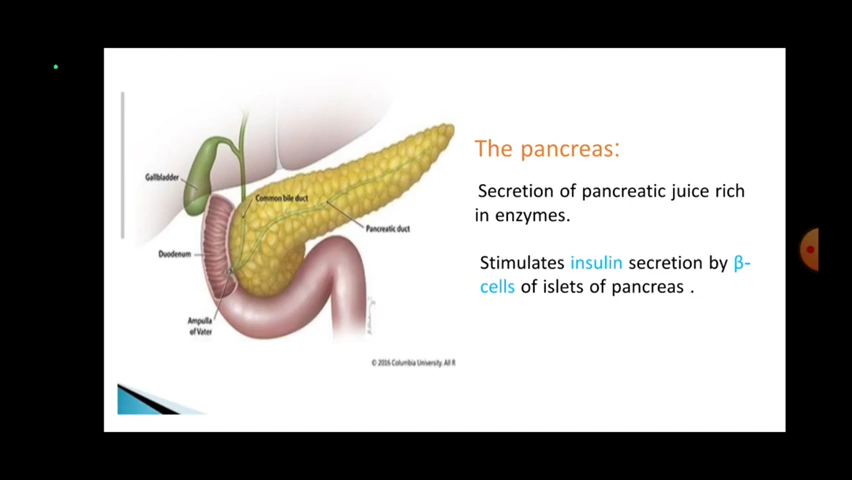 Gallbladder
Common bile duct
Pancreatic duct
Duodenum
Ampulla
of Vater
© 2016 Columbia University. All R
The pancreas:
Secretion of pancreatic juice rich
in enzymes.
Stimulates insulin secretion by β-
cells of islets of pancreas .